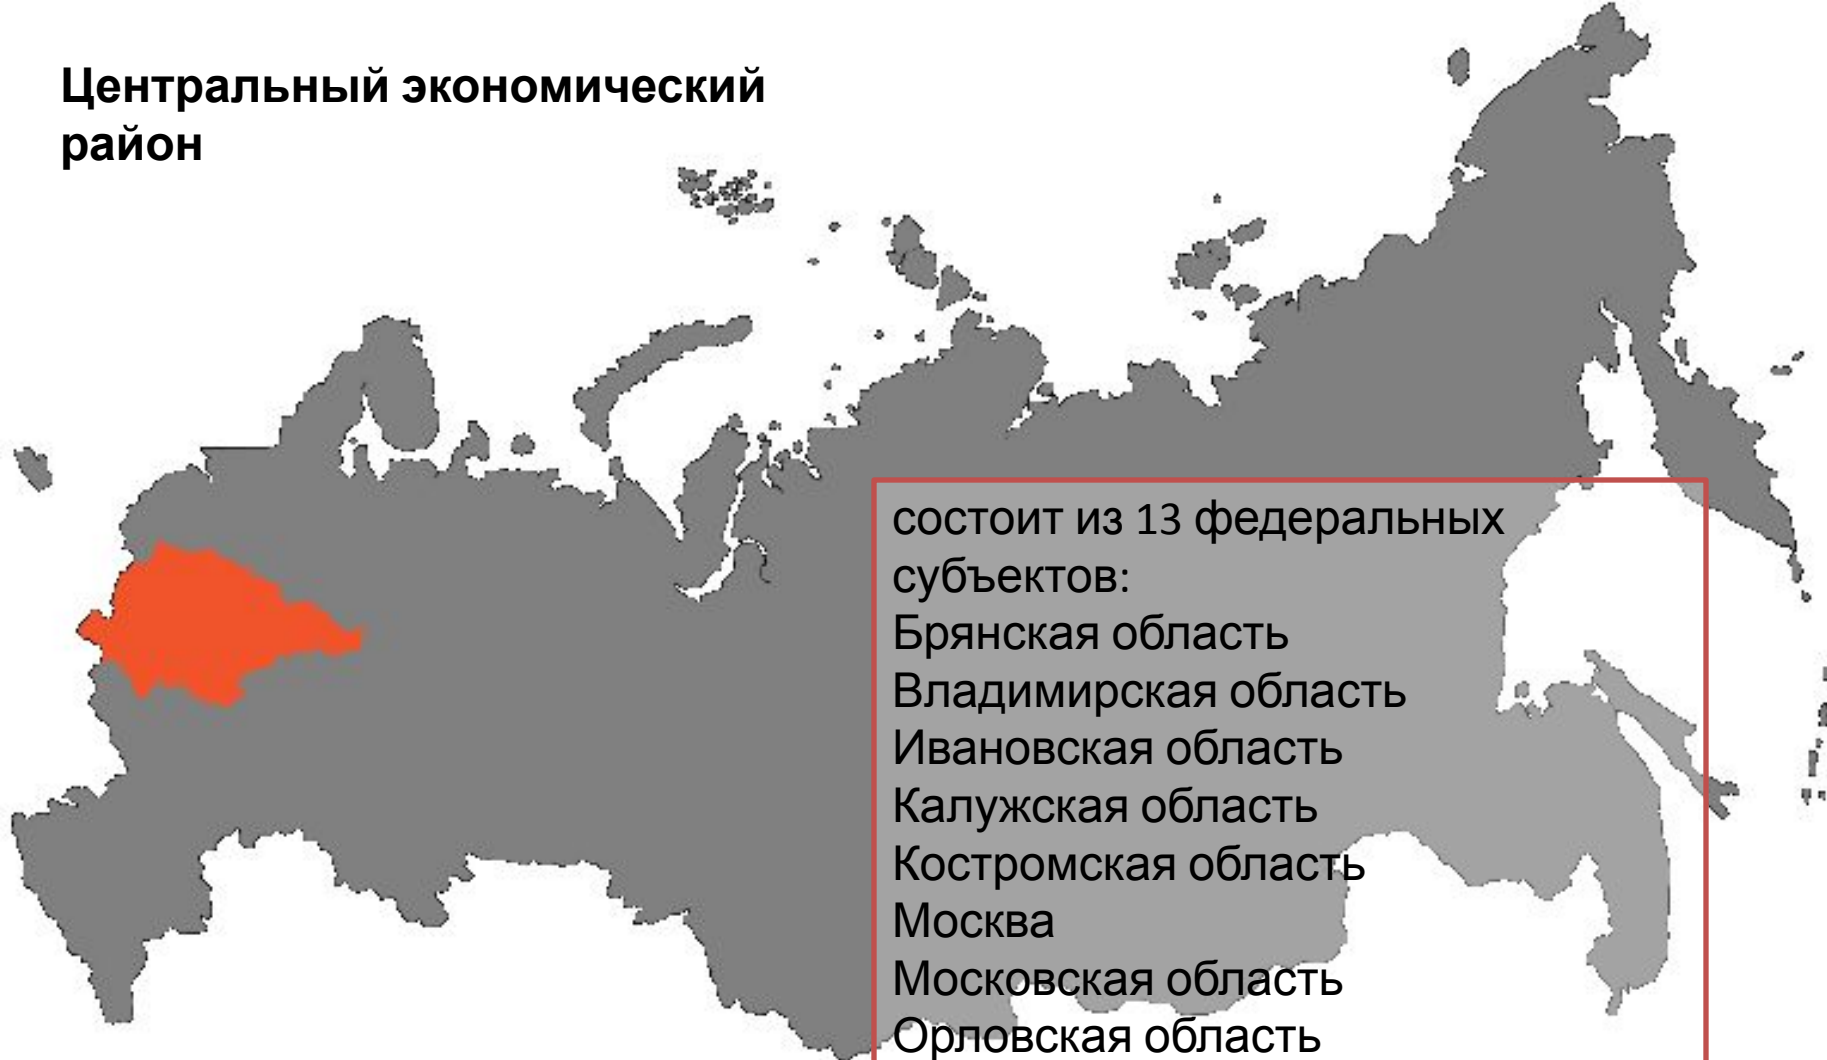 Центральный экономический
район
состоит из 13 федеральных
субъектов:
Брянская область
Владимирская область
Ивановская область
Калужская область
Костромская область
Москва
Московская область
Орловская область